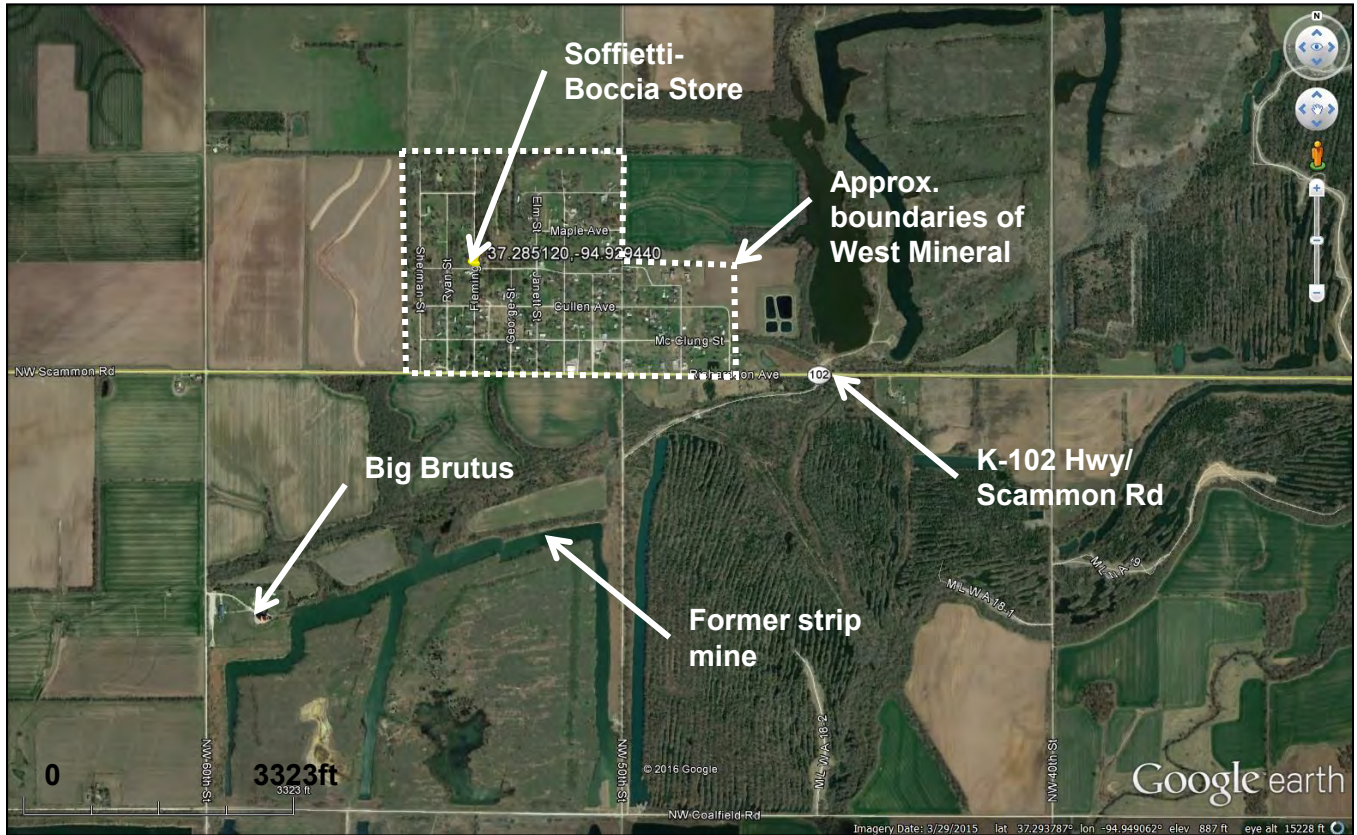 N
Soffietti-
Boccia Store
Approx.
boundaries of
West Mineral
Elm St
Maple Ave
37.285120,-94.929440
Sherman St
Ryan St
Fleming
George St
Janett St
Cullen Ave
Mc Clung St
NW Scammon Rd
Richardson Ave
102
Big Brutus
K-102 Hwy/
Scammon Rd
M L W A 19
M L W A 18-1
Former strip
mine
M L W A 18-2
NW 60th St
NW 50th St
NW 40th St
0
3323ft
3323 ft
© 2016 Google
Google earth
NW Coalfield Rd
Imagery Date: 3/29/2015 lat 37.293787° lon -94.949062° elev 887 ft eye alt 15228 ft